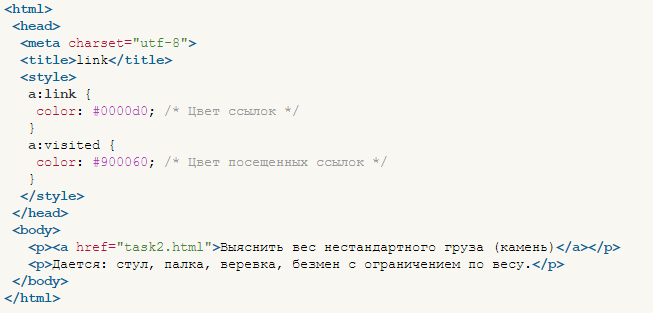 <html>
<head>
<meta charset="utf-8">
<title>link</title>
<style>
a:link {
color: #0000d0; /* Цвет ссылок */
}
a:visited {
color: #900060; /* Цвет посещенных ссылок */
}
</style>
</head>
<body>
<p><a href="task2.html">Выяснить вес нестандартного груза (камень)</a></p>
<p>Дается: стул, палка, веревка, безмен с ограничением по весу.</p>
</body>
</html>